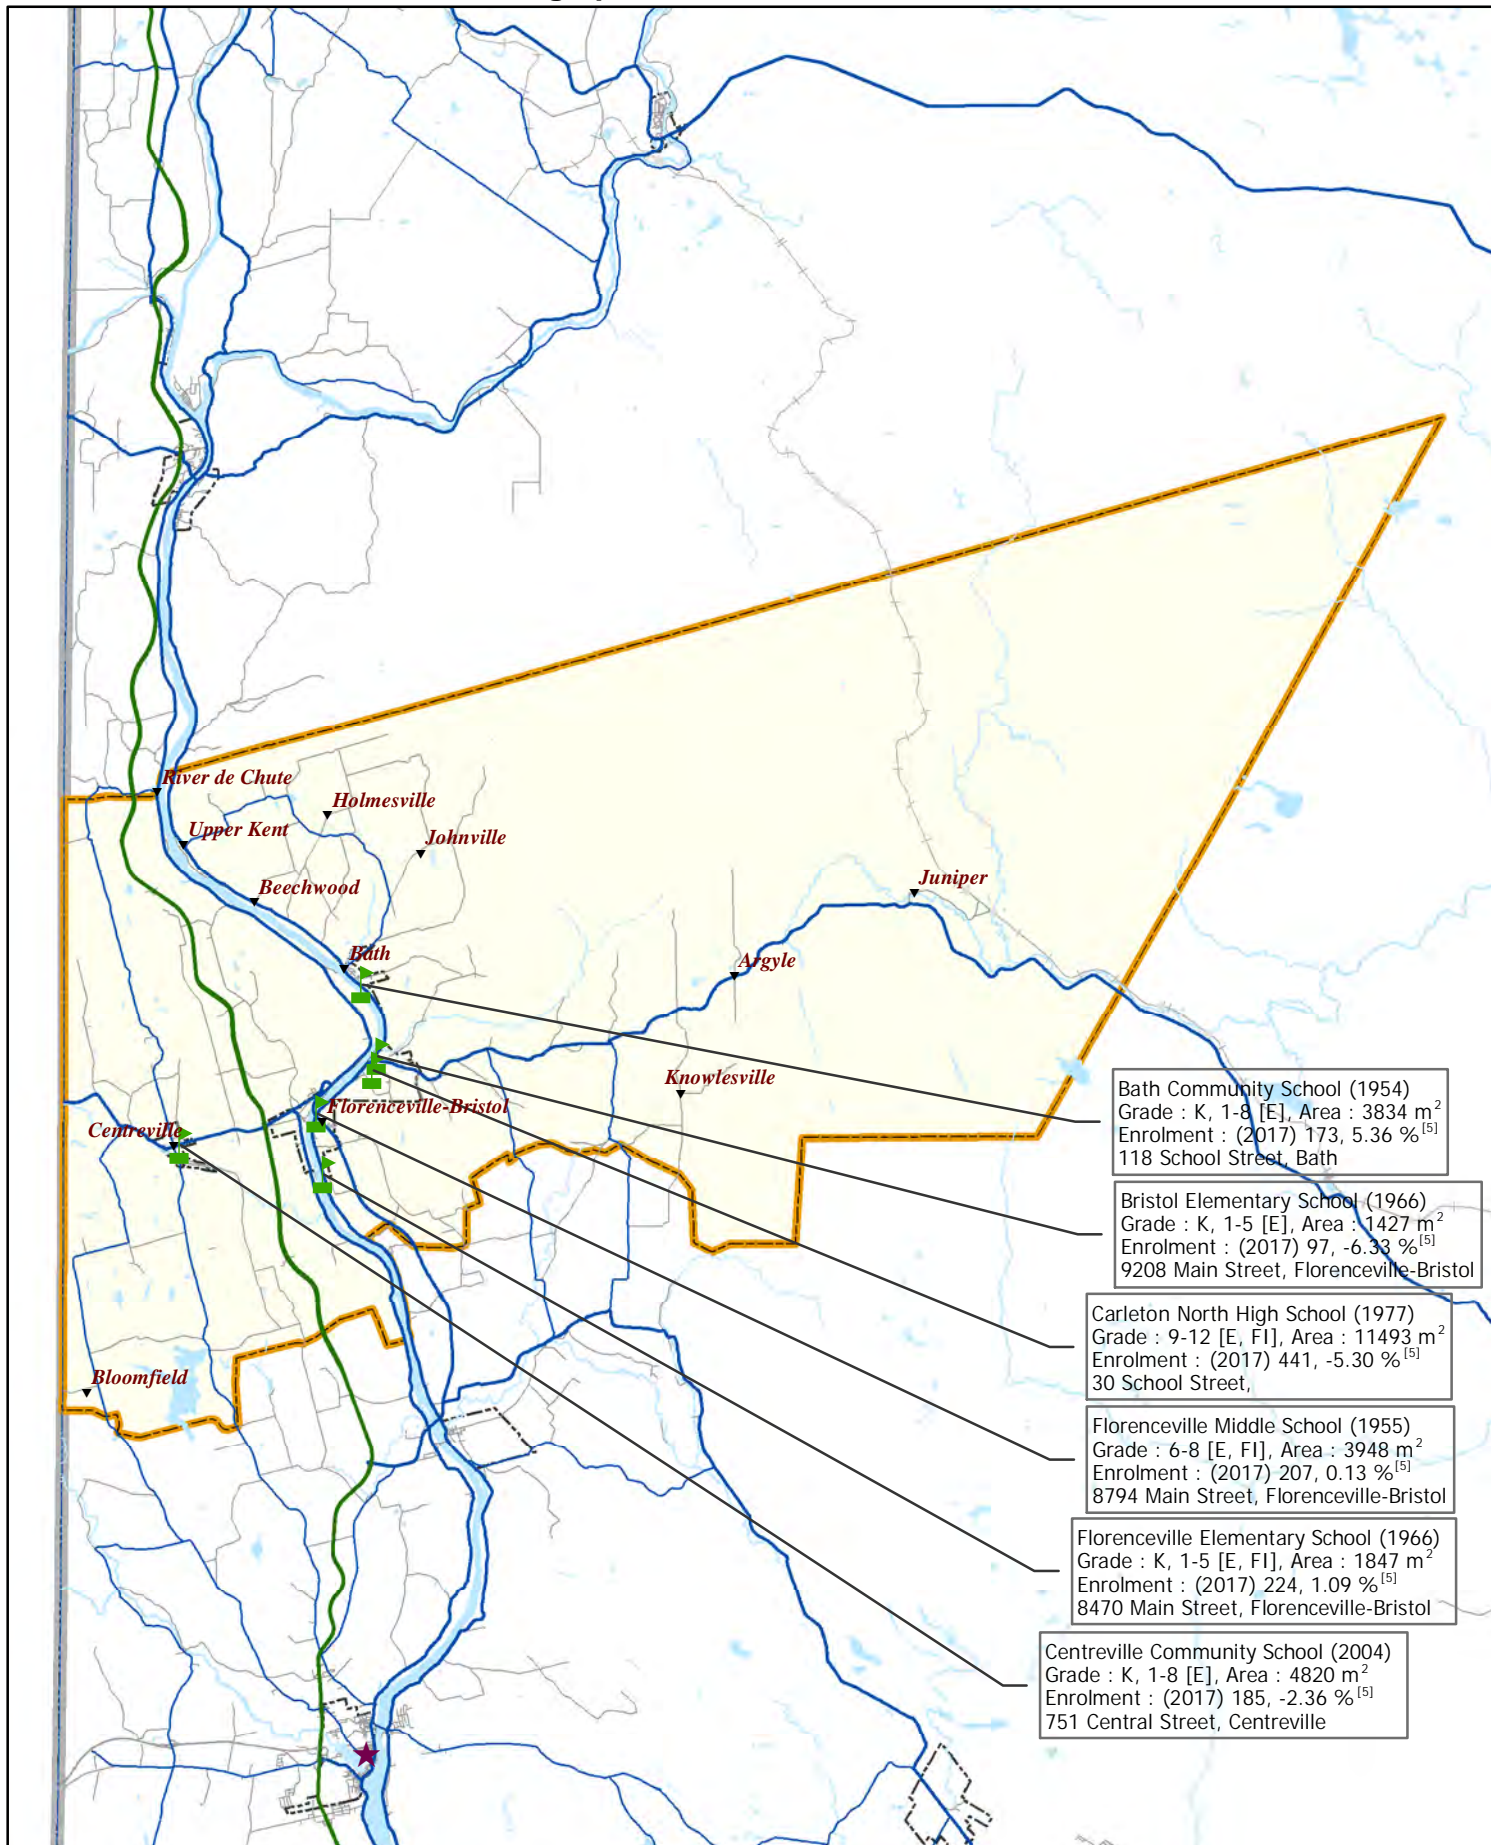 River de Chute
Holmesville
Upper Kent
Johnville
Beechwood
Juniper
Bath
Argyle
Knowlesville
Florenceville-Bristol
Centreville
Bloomfield
Bath Community School (1954)
Grade : K, 1-8 [E], Area : 3834 m²
Enrolment : (2017) 173, 5.36 % [5]
118 School Street, Bath
Bristol Elementary School (1966)
Grade : K, 1-5 [E], Area : 1427 m²
Enrolment : (2017) 97, -6.33 % [5]
9208 Main Street, Florenceville-Bristol
Carleton North High School (1977)
Grade : 9-12 [E, FI], Area : 11493 m²
Enrolment : (2017) 441, -5.30 % [5]
30 School Street,
Florenceville Middle School (1955)
Grade : 6-8 [E, FI], Area : 3948 m²
Enrolment : (2017) 207, 0.13 % [5]
8794 Main Street, Florenceville-Bristol
Florenceville Elementary School (1966)
Grade : K, 1-5 [E, FI], Area : 1847 m²
Enrolment : (2017) 224, 1.09 % [5]
8470 Main Street, Florenceville-Bristol
Centreville Community School (2004)
Grade : K, 1-8 [E], Area : 4820 m²
Enrolment : (2017) 185, -2.36 % [5]
751 Central Street, Centreville